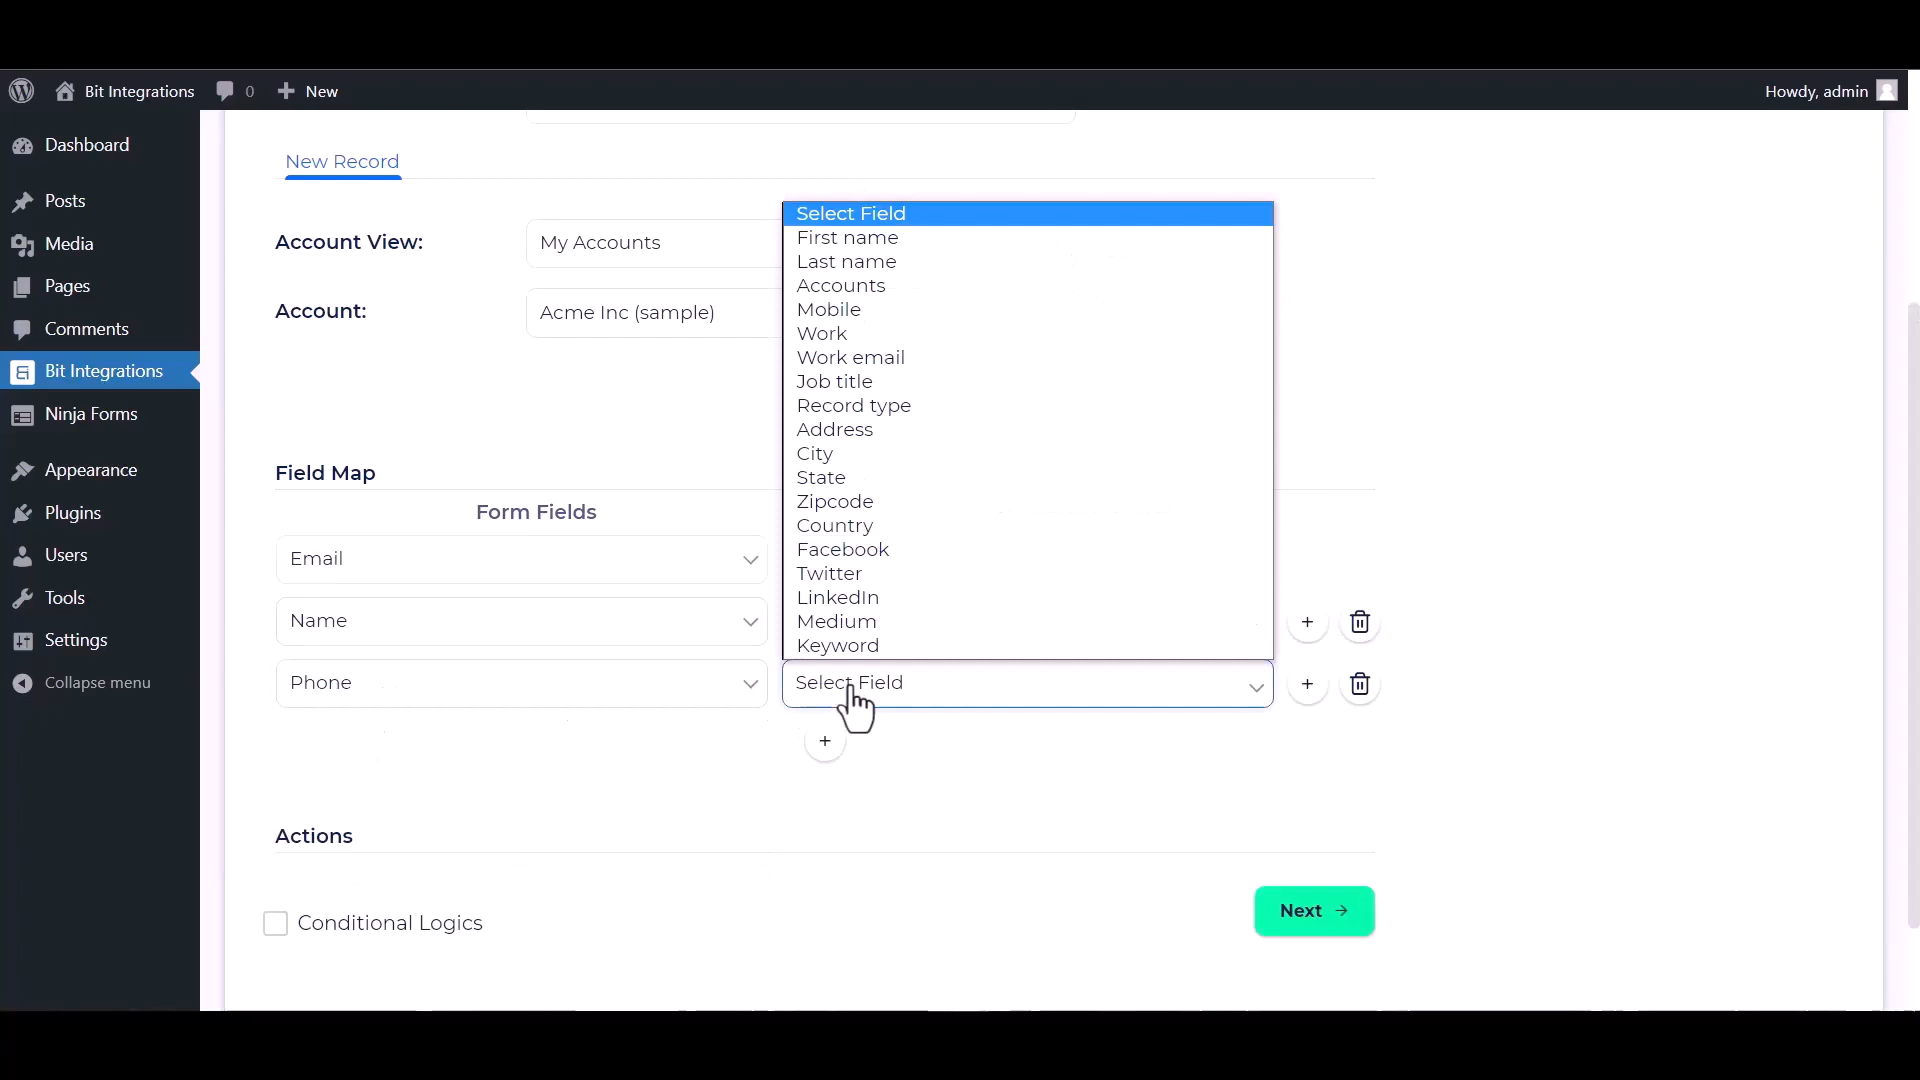 Bit Integrations
0
New
Howdy, admin
Dashboard
Posts
Media
Pages
Comments
Bit Integrations
Ninja Forms
Appearance
Plugins
Users
Tools
Settings
Collapse menu
New Record
Account View:
My Accounts
Account:
Acme Inc (sample)
Select Field
First name
Last name
Accounts
Mobile
Work
Work email
Job title
Record type
Address
City
State
Zipcode
Country
Facebook
Twitter
LinkedIn
Medium
Keyword
Field Map
Form Fields
Email
Name
Phone
Select Field
Actions
Conditional Logics
Next